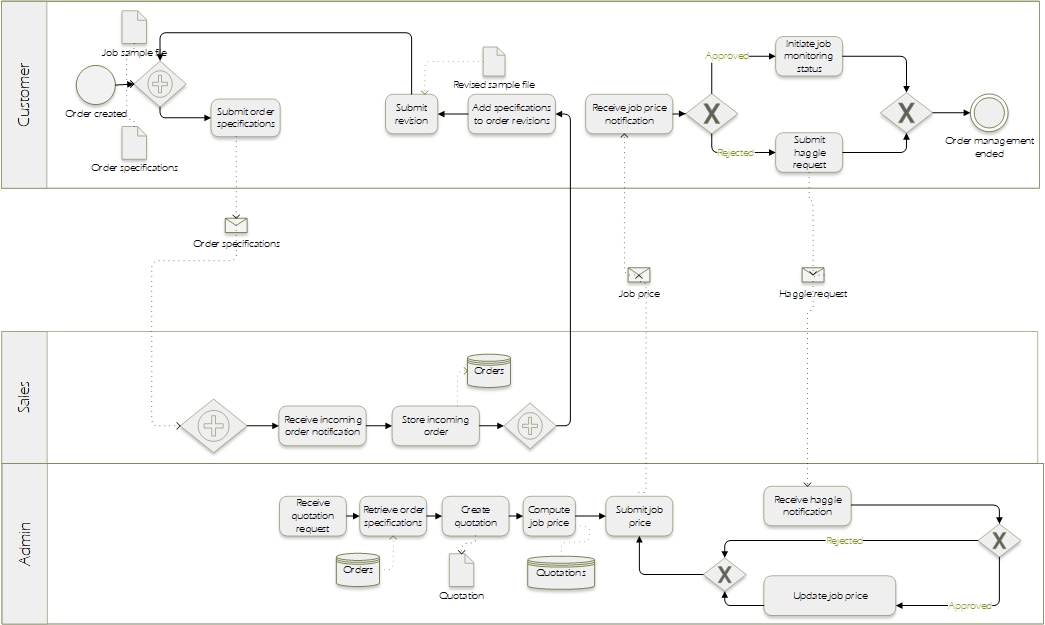 Customer
Job sample file
Order created
Order specifications
Submit order
specifications
Order specifications
Submit
revision
Revised sample file
Add specifications
to order revisions
Receive job price
notification
Approved
Rejected
Initiate job
monitoring
status
Submit
haggle
request
Order management
ended
Job price
Haggle request
Sales
Receive incoming
order notification
Store incoming
order
Orders
Admin
Receive
quotation
request
Retrieve order
specifications
Orders
Create
quotation
Quotation
Compute
job price
Quotations
Submit job
price
Receive haggle
notification
Rejected
Update job price
Approved